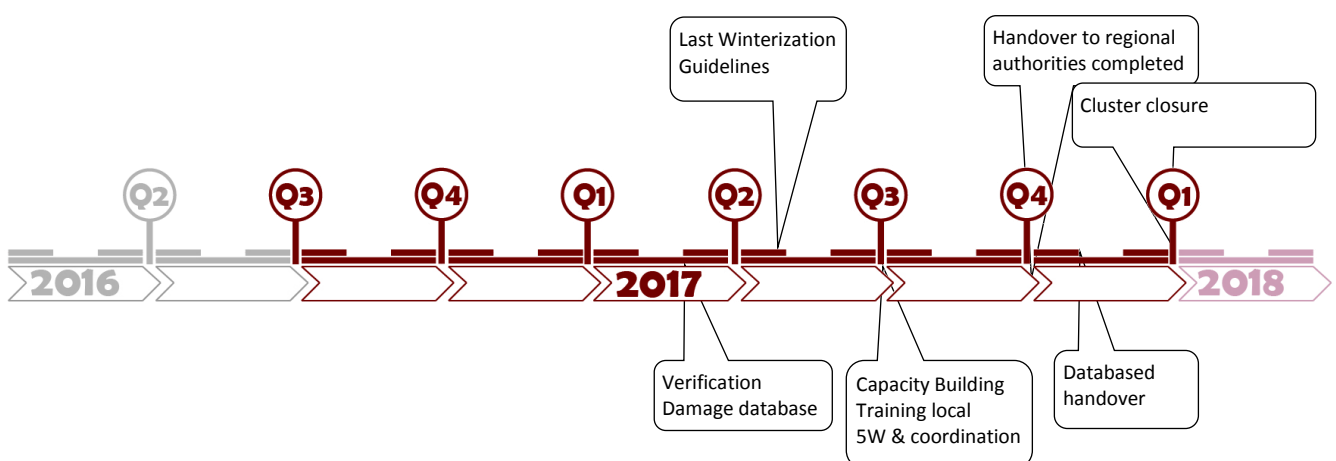 Last Winterization
Guidelines
Handover to regional
authorities completed
Cluster closure
Q2
Q3
Q4
Q1
Q2
Q3
Q4
Q1
2016
2017
2018
Verification
Damage database
Capacity Building
Training local
5W & coordination
Databased
handover